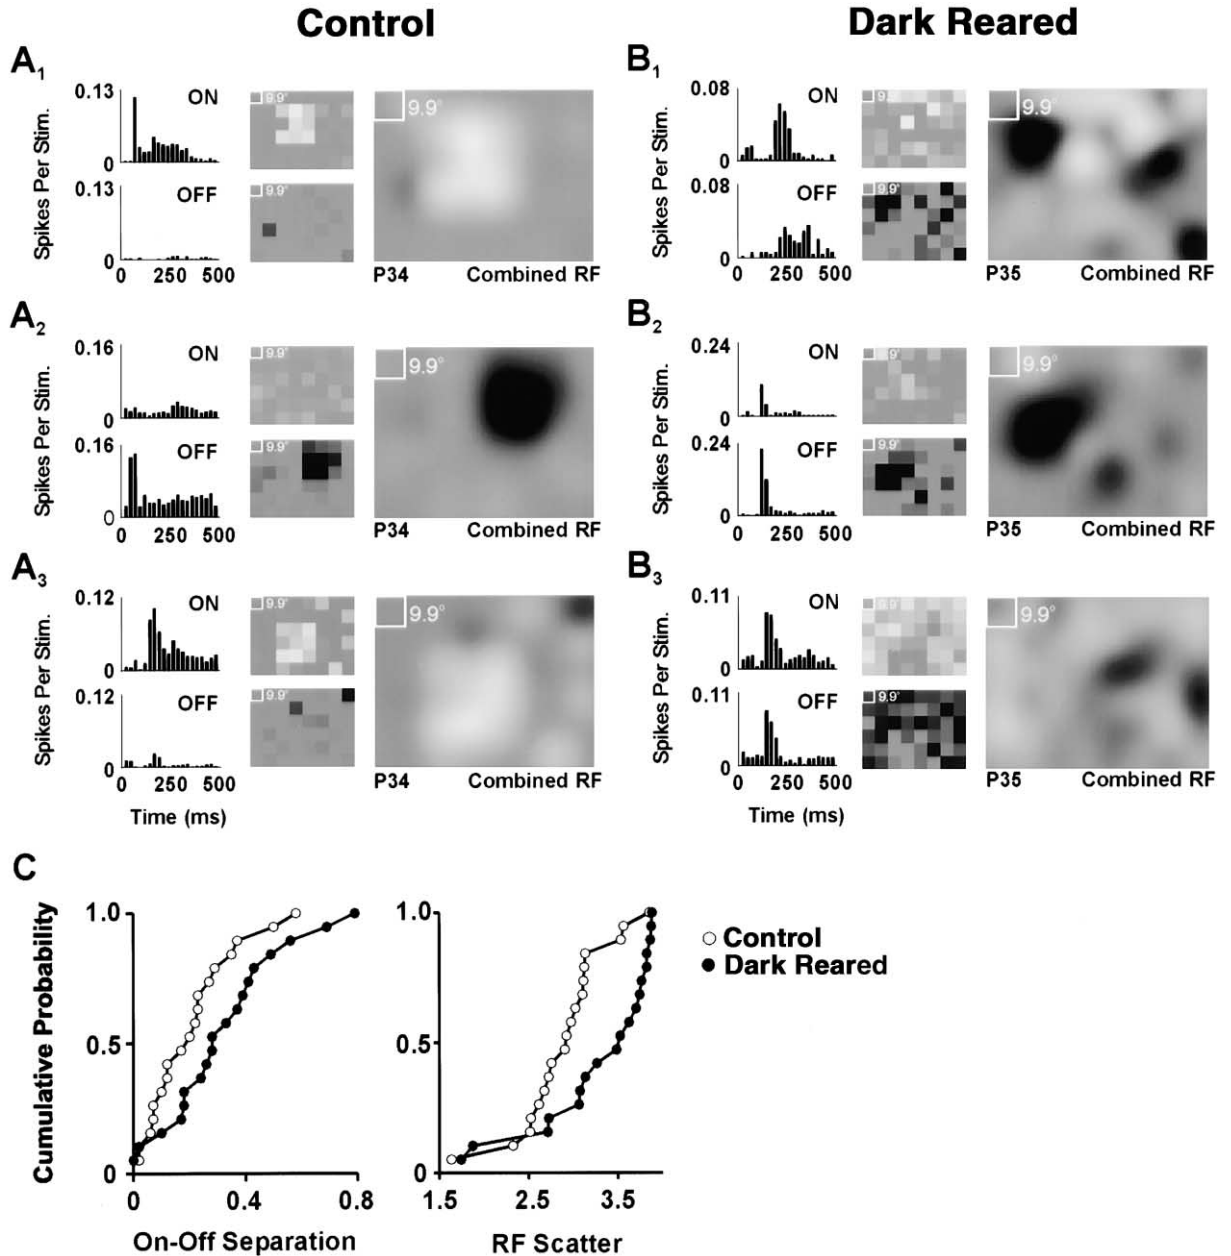 Control
Dark Reared
A1
Spikes Per Stim.
0.13
0
ON
9.9°
9.9°
0.13
0
OFF
9.9°
0 250 500
P34 Combined RF
B1
Spikes Per Stim.
0.08
0
ON
9.9°
0.08
0
OFF
9.9°
0 250 500
P35 Combined RF
A2
Spikes Per Stim.
0.16
0
ON
9.9°
9.9°
0.16
0
OFF
9.9°
0 250 500
P34 Combined RF
B2
Spikes Per Stim.
0.24
0
ON
9.9°
0.24
0
OFF
9.9°
0 250 500
P35 Combined RF
A3
Spikes Per Stim.
0.12
0
ON
9.9°
9.9°
0.12
0
OFF
9.9°
0 250 500
Time (ms)
P34 Combined RF
B3
Spikes Per Stim.
0.11
0
ON
9.9°
9.9°
0.11
0
OFF
9.9°
0 250 500
Time (ms)
P35 Combined RF
C
Cumulative Probability
1.0
0.5
0
0 0.4 0.8
On-Off Separation
1.0
0.5
0
1.5 2.5 3.5
RF Scatter
Control
Dark Reared